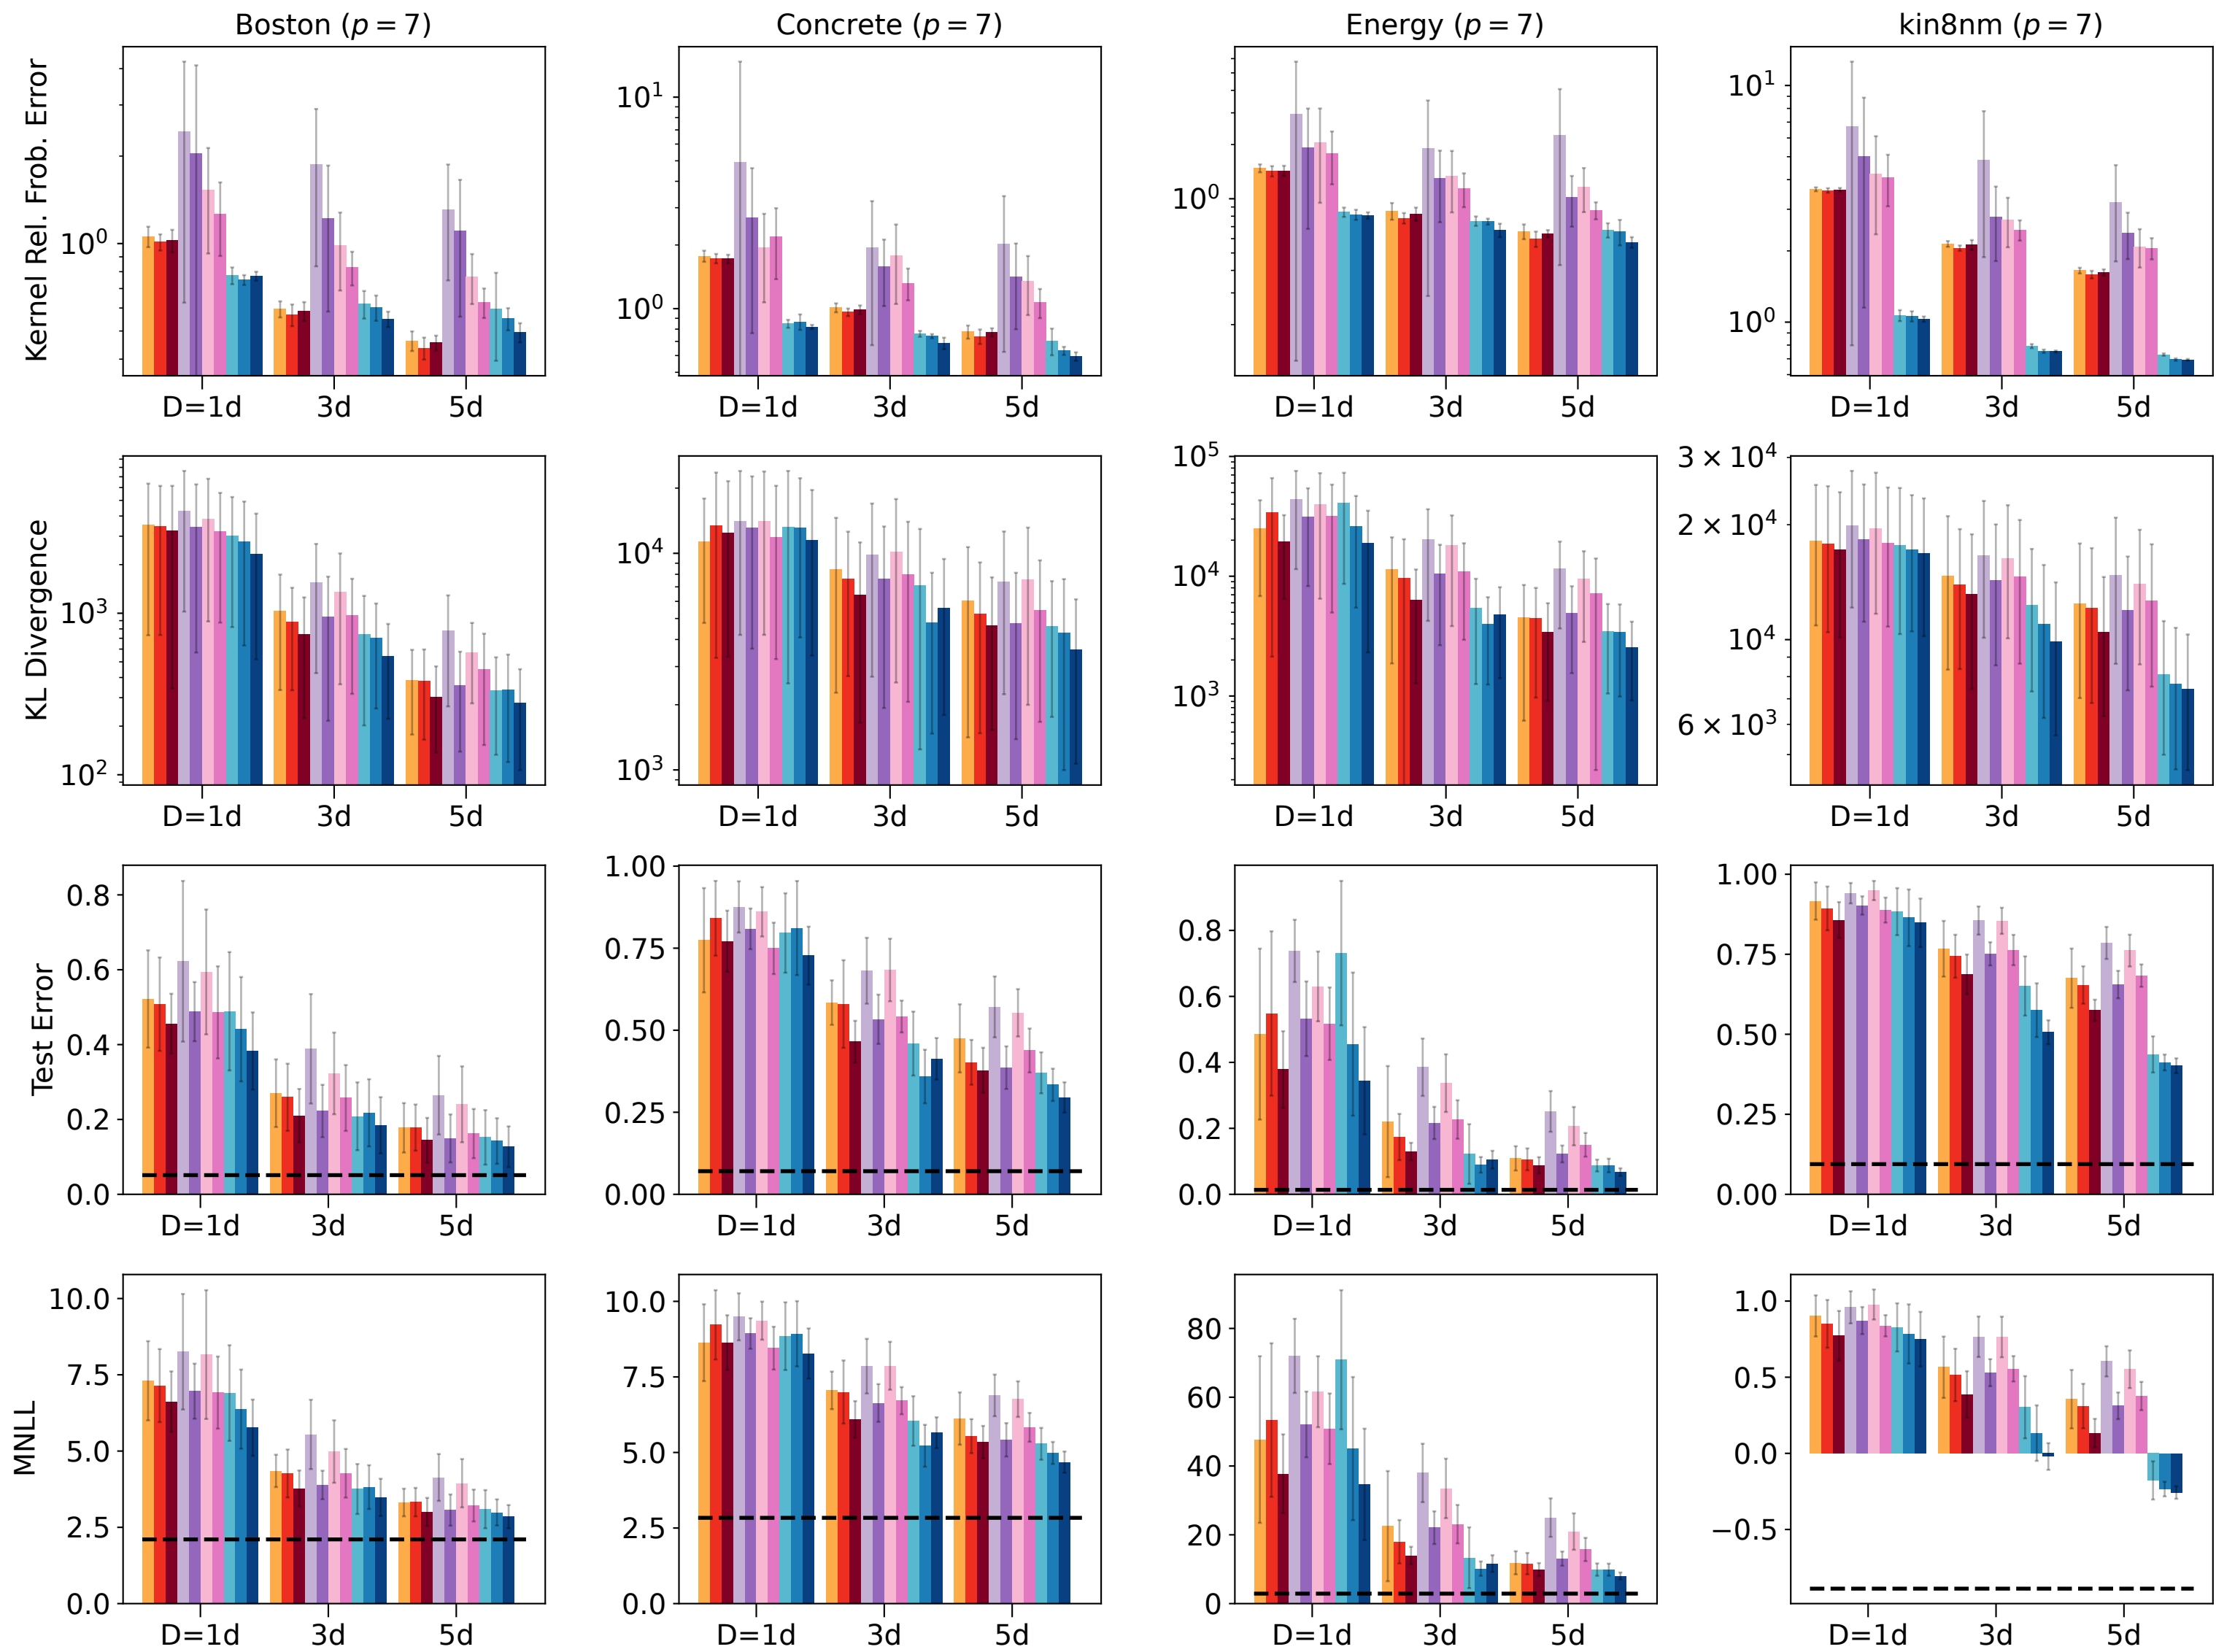 Boston (p = 7)
Concrete (p = 7)
Energy (p = 7)
kin8nm (p = 7)
Kernel Rel. Frob. Error
10⁰
D=1d 3d 5d
10¹
10⁰
D=1d 3d 5d
10⁰
D=1d 3d 5d
10¹
10⁰
D=1d 3d 5d
KL Divergence
10³
10²
D=1d 3d 5d
10⁴
10³
D=1d 3d 5d
10⁵
10⁴
10³
D=1d 3d 5d
3 × 10⁴
2 × 10⁴
10⁴
6 × 10³
D=1d 3d 5d
Test Error
0.8
0.6
0.4
0.2
0.0
D=1d 3d 5d
1.00
0.75
0.50
0.25
0.00
D=1d 3d 5d
0.8
0.6
0.4
0.2
0.0
D=1d 3d 5d
1.00
0.75
0.50
0.25
0.00
D=1d 3d 5d
MNLL
10.0
7.5
5.0
2.5
0.0
D=1d 3d 5d
10.0
7.5
5.0
2.5
0.0
D=1d 3d 5d
80
60
40
20
0
D=1d 3d 5d
1.0
0.5
0.0
−0.5
D=1d 3d 5d